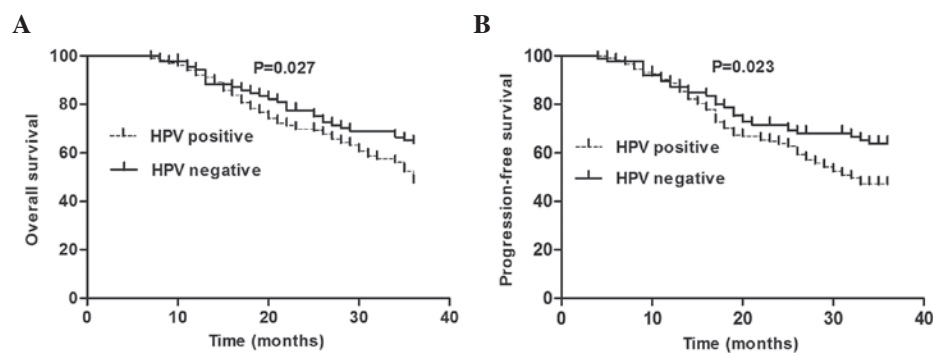 A
Overall survival
100
80
60
40
20
0
P=0.027
HPV positive
HPV negative
0 10 20 30 40
Time (months)
B
Progression-free survival
100
80
60
40
20
0
P=0.023
HPV positive
HPV negative
0 10 20 30 40
Time (months)